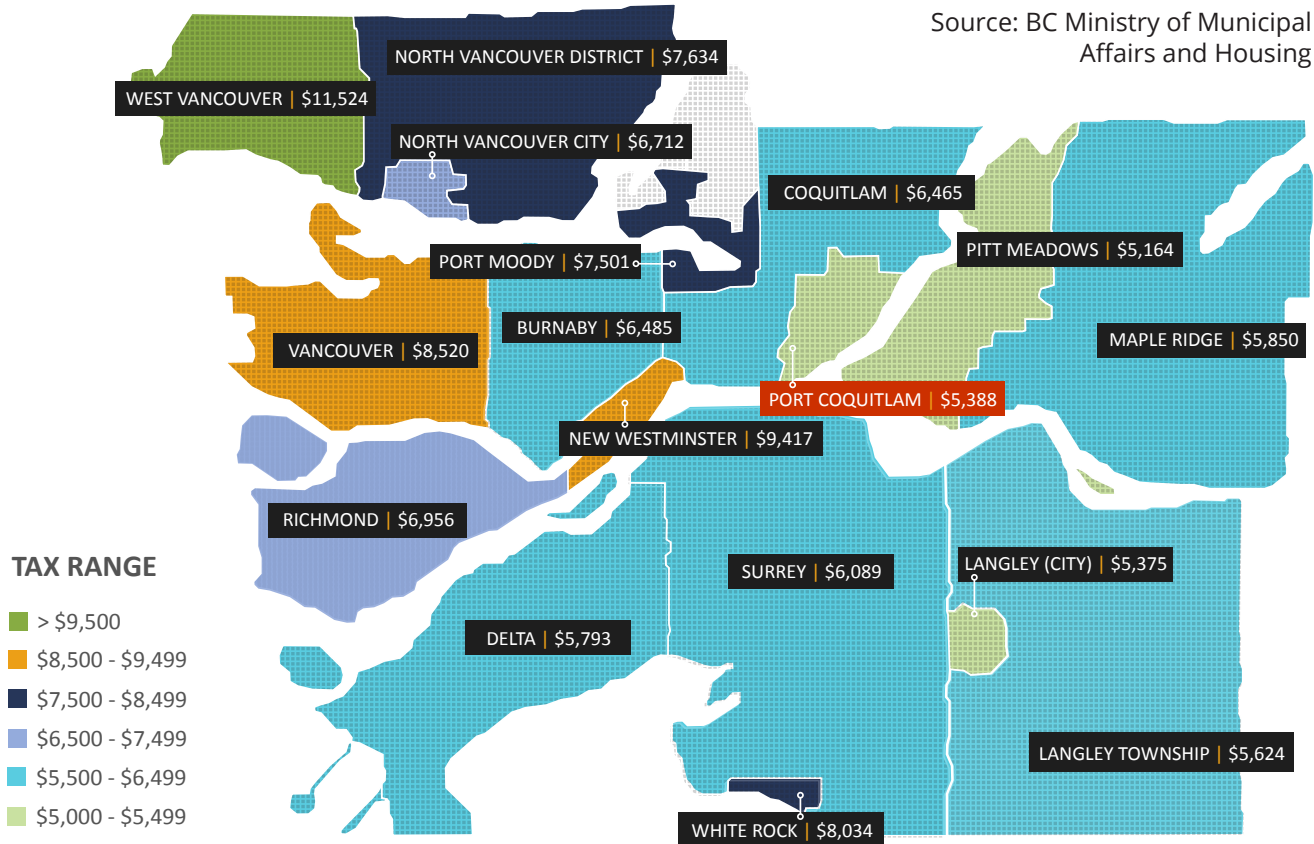 Source: BC Ministry of Municipal
Affairs and Housing
NORTH VANCOUVER DISTRICT | $7,634
WEST VANCOUVER | $11,524
NORTH VANCOUVER CITY | $6,712
COQUITLAM | $6,465
PITT MEADOWS | $5,164
PORT MOODY | $7,501
BURNABY | $6,485
VANCOUVER | $8,520
MAPLE RIDGE | $5,850
PORT COQUITLAM | $5,388
NEW WESTMINSTER | $9,417
RICHMOND | $6,956
SURREY | $6,089
LANGLEY (CITY) | $5,375
DELTA | $5,793
LANGLEY TOWNSHIP | $5,624
WHITE ROCK | $8,034
TAX RANGE
> $9,500
$8,500 - $9,499
$7,500 - $8,499
$6,500 - $7,499
$5,500 - $6,499
$5,000 - $5,499